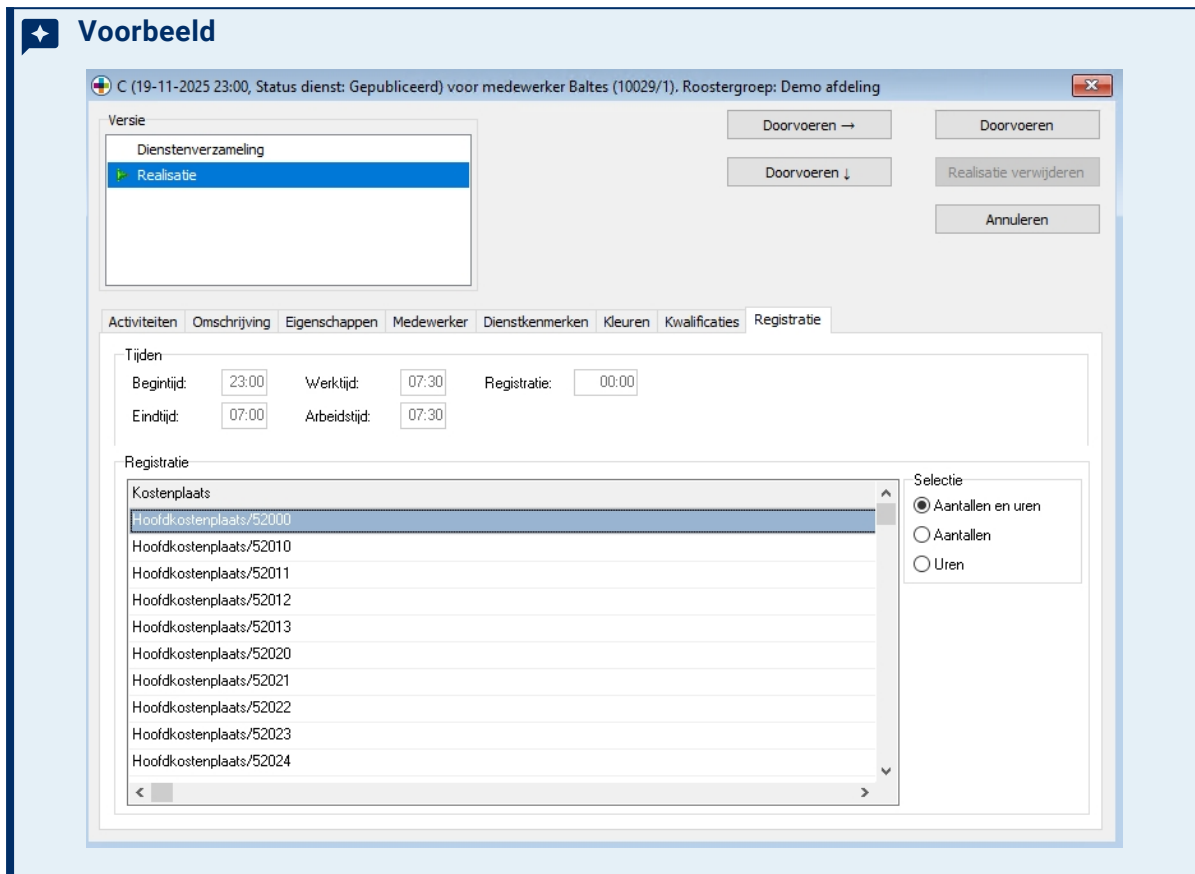 Voorbeeld
C (19-11-2025 23:00, Status dienst: Gepubliceerd) voor medewerker Baltes (10029/1). Roostergroep: Demo afdeling
Versie
Dienstenverzameling
Realisatie
Doorvoeren → Doorvoeren
Doorvoeren ↓ Realisatie verwijderen
Annuleren
Activiteiten Omschrijving Eigenschappen Medewerker Dienstkenmerken Kleuren Kwalificaties Registratie
Tijden
Begintijd: 23:00 Werktijd: 07:30 Registratie: 00:00
Eindtijd: 07:00 Arbeidstijd: 07:30
Registratie
Kostenplaats
Hoofdkostenplaats/52000
Hoofdkostenplaats/52010
Hoofdkostenplaats/52011
Hoofdkostenplaats/52012
Hoofdkostenplaats/52013
Hoofdkostenplaats/52020
Hoofdkostenplaats/52021
Hoofdkostenplaats/52022
Hoofdkostenplaats/52023
Hoofdkostenplaats/52024
Selectie
Aantallen en uren
Aantallen
Uren